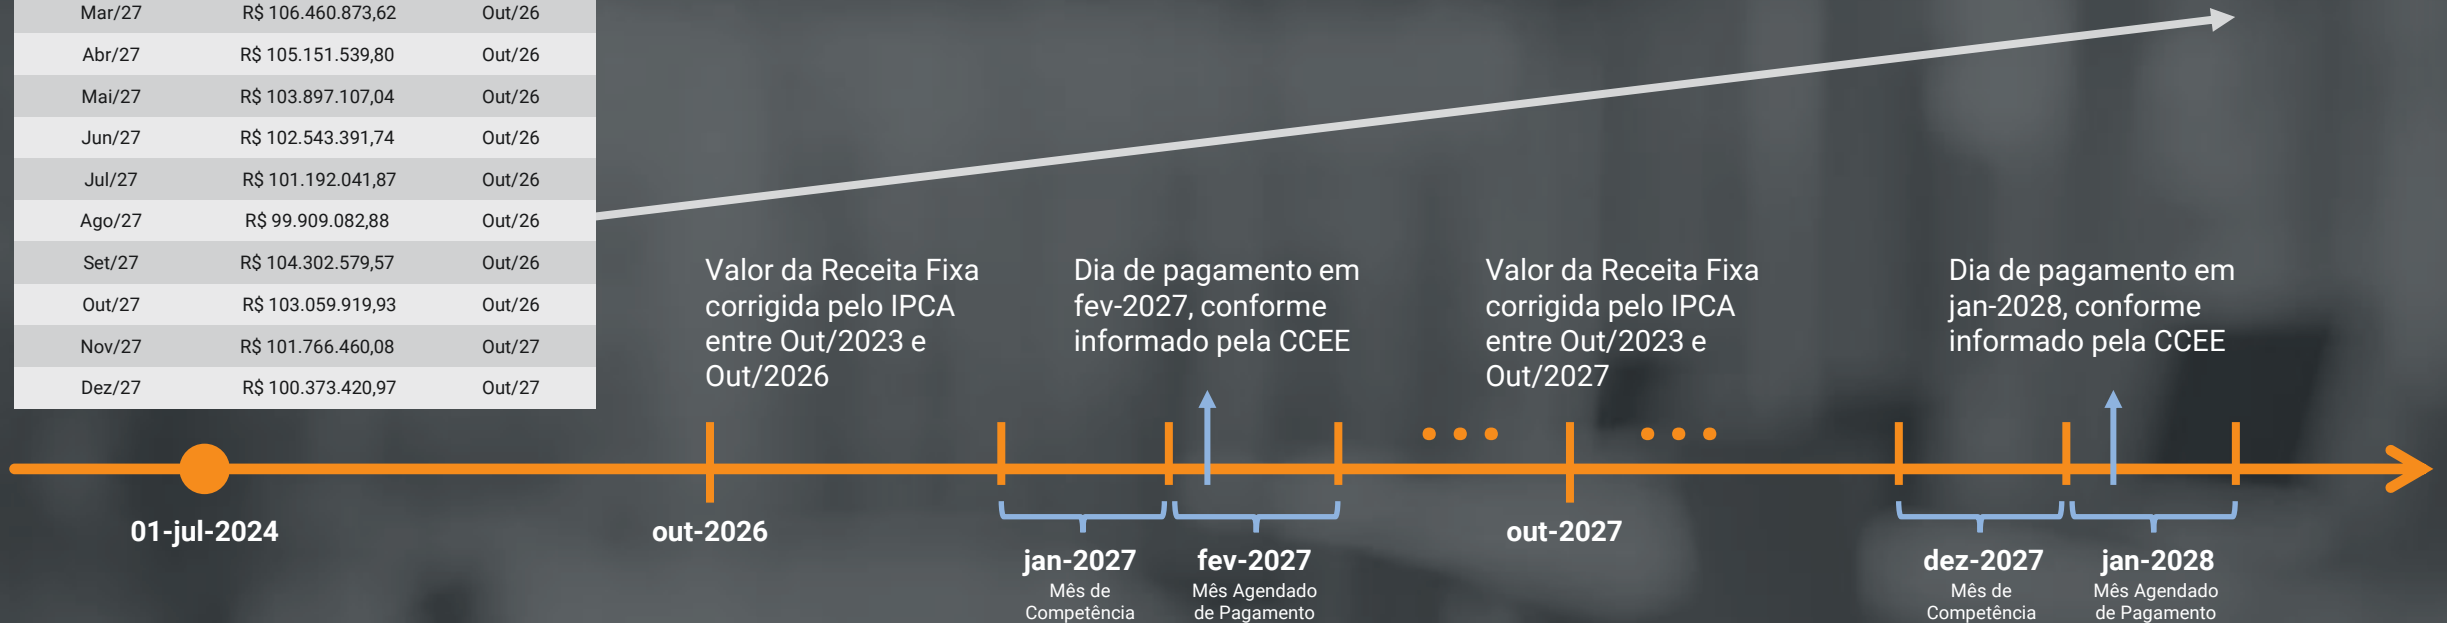 Mar/27 R$ 106.460.873,62 Out/26
Abr/27 R$ 105.151.539,80 Out/26
Mai/27 R$ 103.897.107,04 Out/26
Jun/27 R$ 102.543.391,74 Out/26
Jul/27 R$ 101.192.041,87 Out/26
Ago/27 R$ 99.909.082,88 Out/26
Set/27 R$ 104.302.579,57 Out/26
Out/27 R$ 103.059.919,93 Out/26
Nov/27 R$ 101.766.460,08 Out/27
Dez/27 R$ 100.373.420,97 Out/27
Valor da Receita Fixa
corrigida pelo IPCA
entre Out/2023 e
Out/2026
Dia de pagamento em
fev-2027, conforme
informado pela CCEE
Valor da Receita Fixa
corrigida pelo IPCA
entre Out/2023 e
Out/2027
Dia de pagamento em
jan-2028, conforme
informado pela CCEE
01-jul-2024
out-2026
jan-2027
Mês de
Competência
fev-2027
Mês Agendado
de Pagamento
out-2027
dez-2027
Mês de
Competência
jan-2028
Mês Agendado
de Pagamento